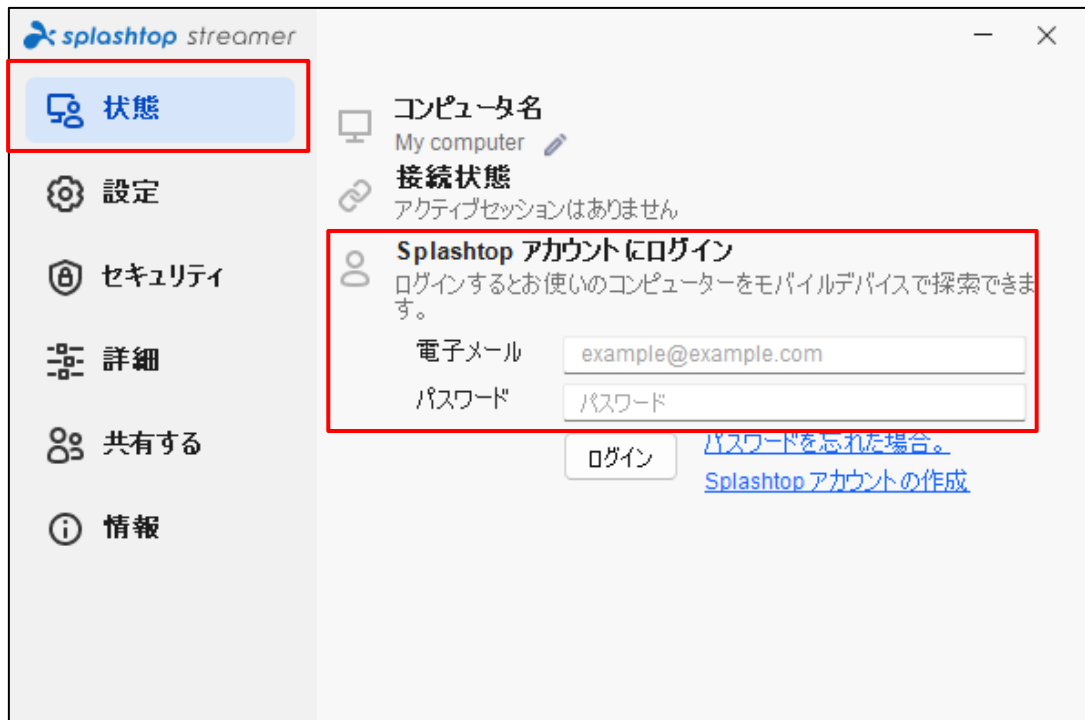 splashtop streamer
状態
設定
セキュリティ
詳細
共有する
情報
コンピュータ名
My computer
接続状態
アクティブセッションはありません
Splashtop アカウントにログイン
ログインするとお使いのコンピューターをモバイルデバイスで探索できま
す。
電子メール example@example.com
パスワード パスワード
ログイン
パスワードを忘れた場合。
Splashtop アカウントの作成